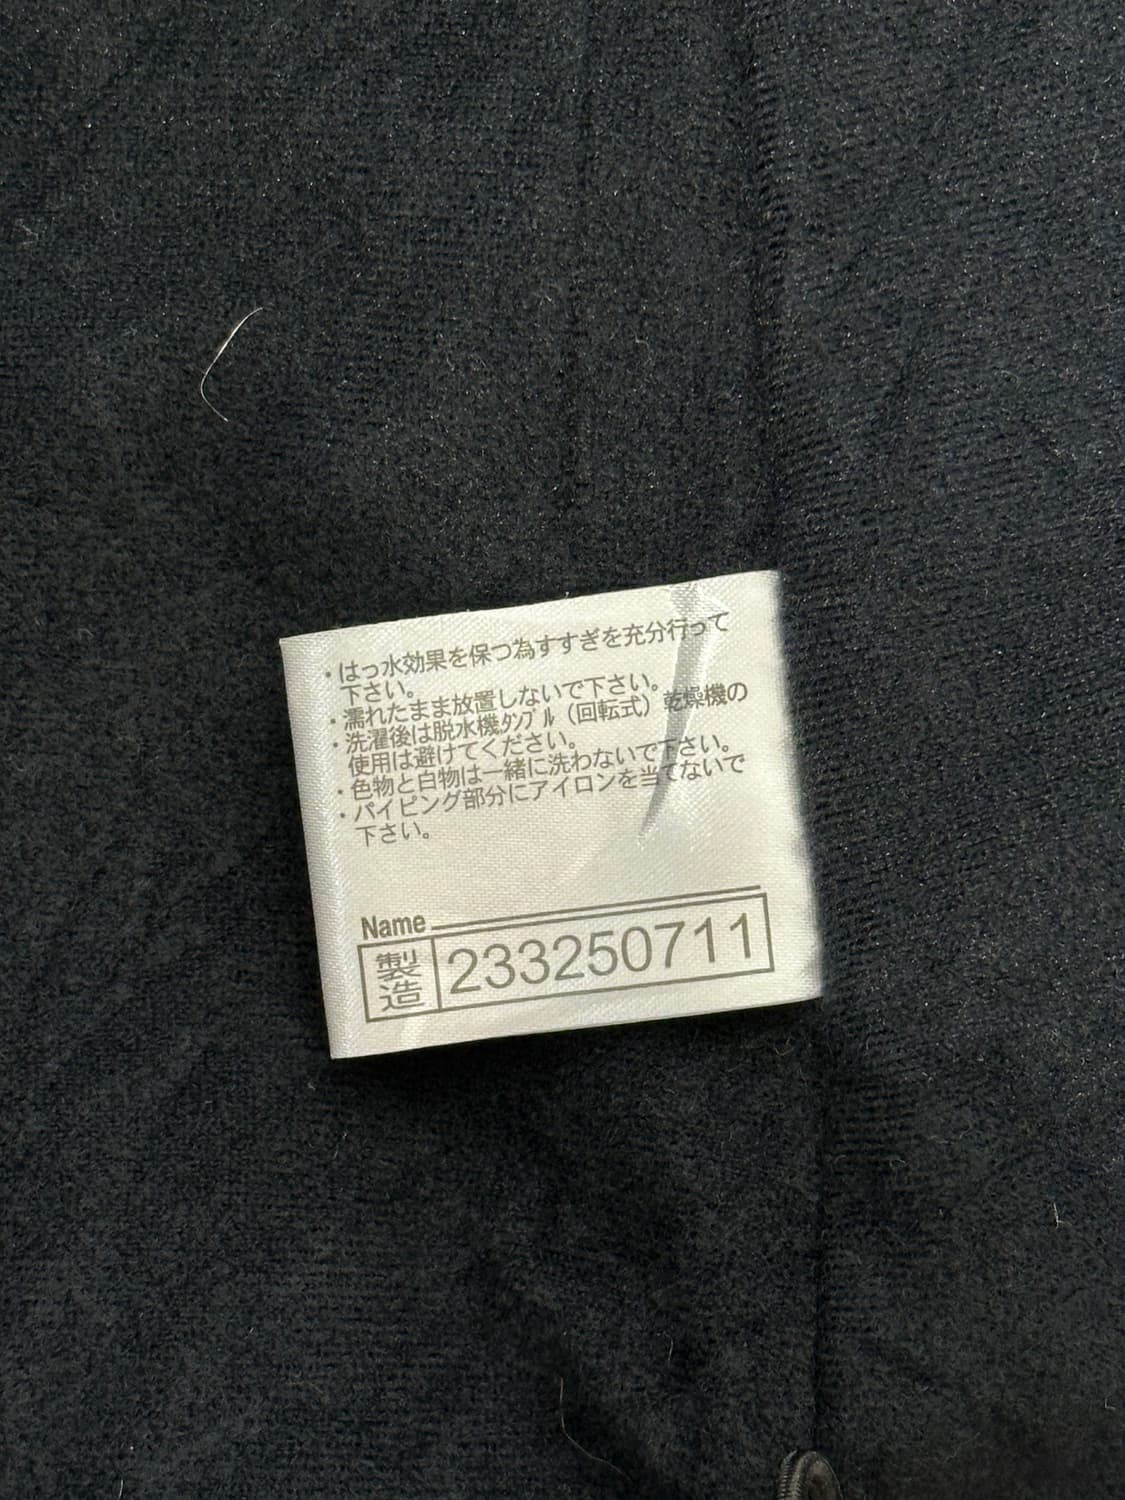 ・はっ水効果を保つ為すすぎを充分行って
下さい。
・濡れたまま放置しないで下さい。
・洗濯後は脱水機,ﾀﾝﾌﾞﾙ（回転式）乾燥機の
使用は避けてください。
・色物と白物は一緒に洗わないで下さい。
・パイピング部分にアイロンを当てないで
下さい。
Name
製造 233250711